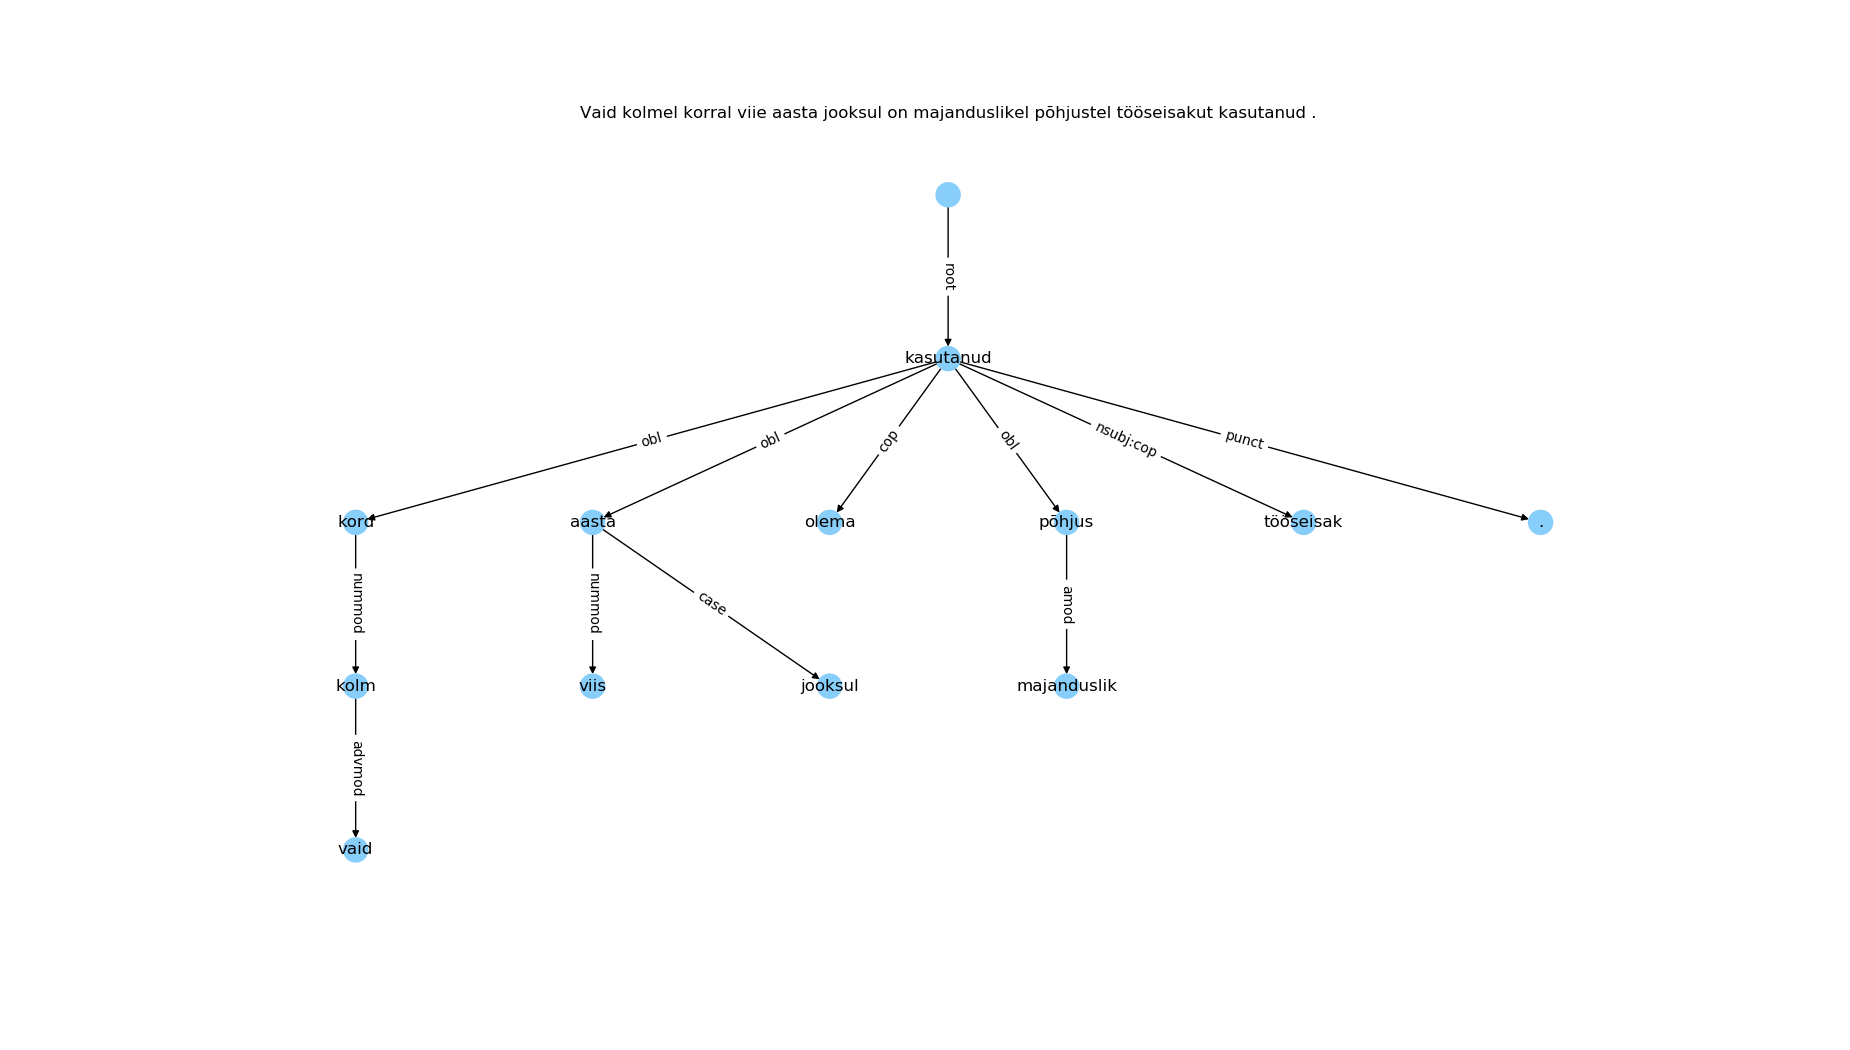 Vaid kolmel korral viie aasta jooksul on majanduslikel põhjustel tööseisakut kasutanud .
root
kasutanud
obl obl cop obl nsubj:cop punct
kord aasta olema põhjus tööseisak .
nummod nummod case amod
kolm viis jooksul majanduslik
advmod
vaid